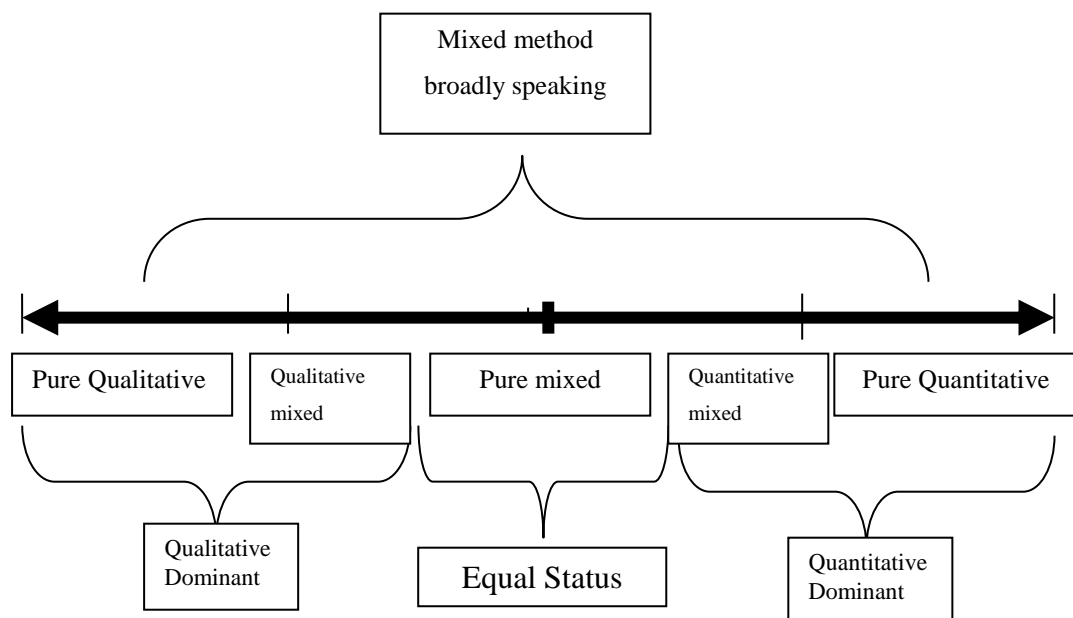 Mixed method
broadly speaking
Pure Qualitative
Qualitative
mixed
Pure mixed
Quantitative
mixed
Pure Quantitative
Qualitative
Dominant
Equal Status
Quantitative
Dominant